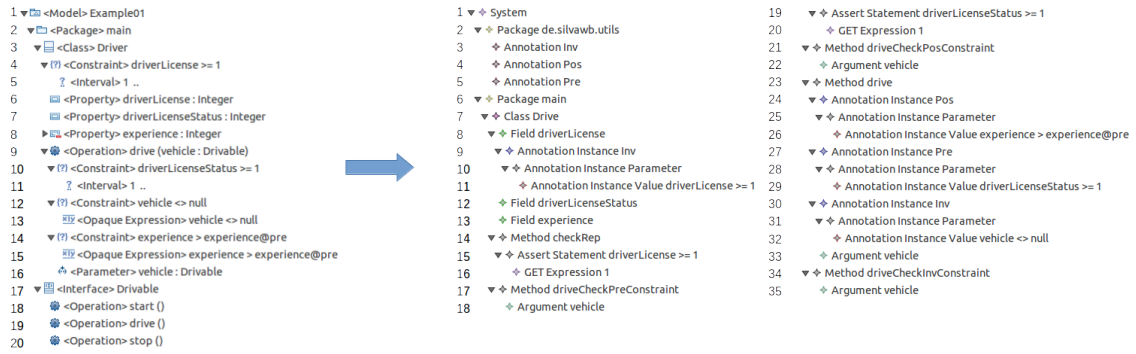 1 <Model> Example01
2 <Package> main
3 <Class> Driver
4 <Constraint> driverLicense >= 1
5 <Interval> 1 ..
6 <Property> driverLicense : Integer
7 <Property> driverLicenseStatus : Integer
8 <Property> experience : Integer
9 <Operation> drive (vehicle : Drivable)
10 <Constraint> driverLicenseStatus >= 1
11 <Interval> 1 ..
12 <Constraint> vehicle <> null
13 <Opaque Expression> vehicle <> null
14 <Constraint> experience > experience@pre
15 <Opaque Expression> experience > experience@pre
16 <Parameter> vehicle : Drivable
17 <Interface> Drivable
18 <Operation> start ()
19 <Operation> drive ()
20 <Operation> stop ()
1 System
2 Package de.silvawb.utils
3 Annotation Inv
4 Annotation Pos
5 Annotation Pre
6 Package main
7 Class Drive
8 Field driverLicense
9 Annotation Instance Inv
10 Annotation Instance Parameter
11 Annotation Instance Value driverLicense >= 1
12 Field driverLicenseStatus
13 Field experience
14 Method checkRep
15 Assert Statement driverLicense >= 1
16 GET Expression 1
17 Method driveCheckPreConstraint
18 Argument vehicle
19 Assert Statement driverLicenseStatus >= 1
20 GET Expression 1
21 Method driveCheckPosConstraint
22 Argument vehicle
23 Method drive
24 Annotation Instance Pos
25 Annotation Instance Parameter
26 Annotation Instance Value experience > experience@pre
27 Annotation Instance Pre
28 Annotation Instance Parameter
29 Annotation Instance Value driverLicenseStatus >= 1
30 Annotation Instance Inv
31 Annotation Instance Parameter
32 Annotation Instance Value vehicle <> null
33 Argument vehicle
34 Method driveCheckInvConstraint
35 Argument vehicle